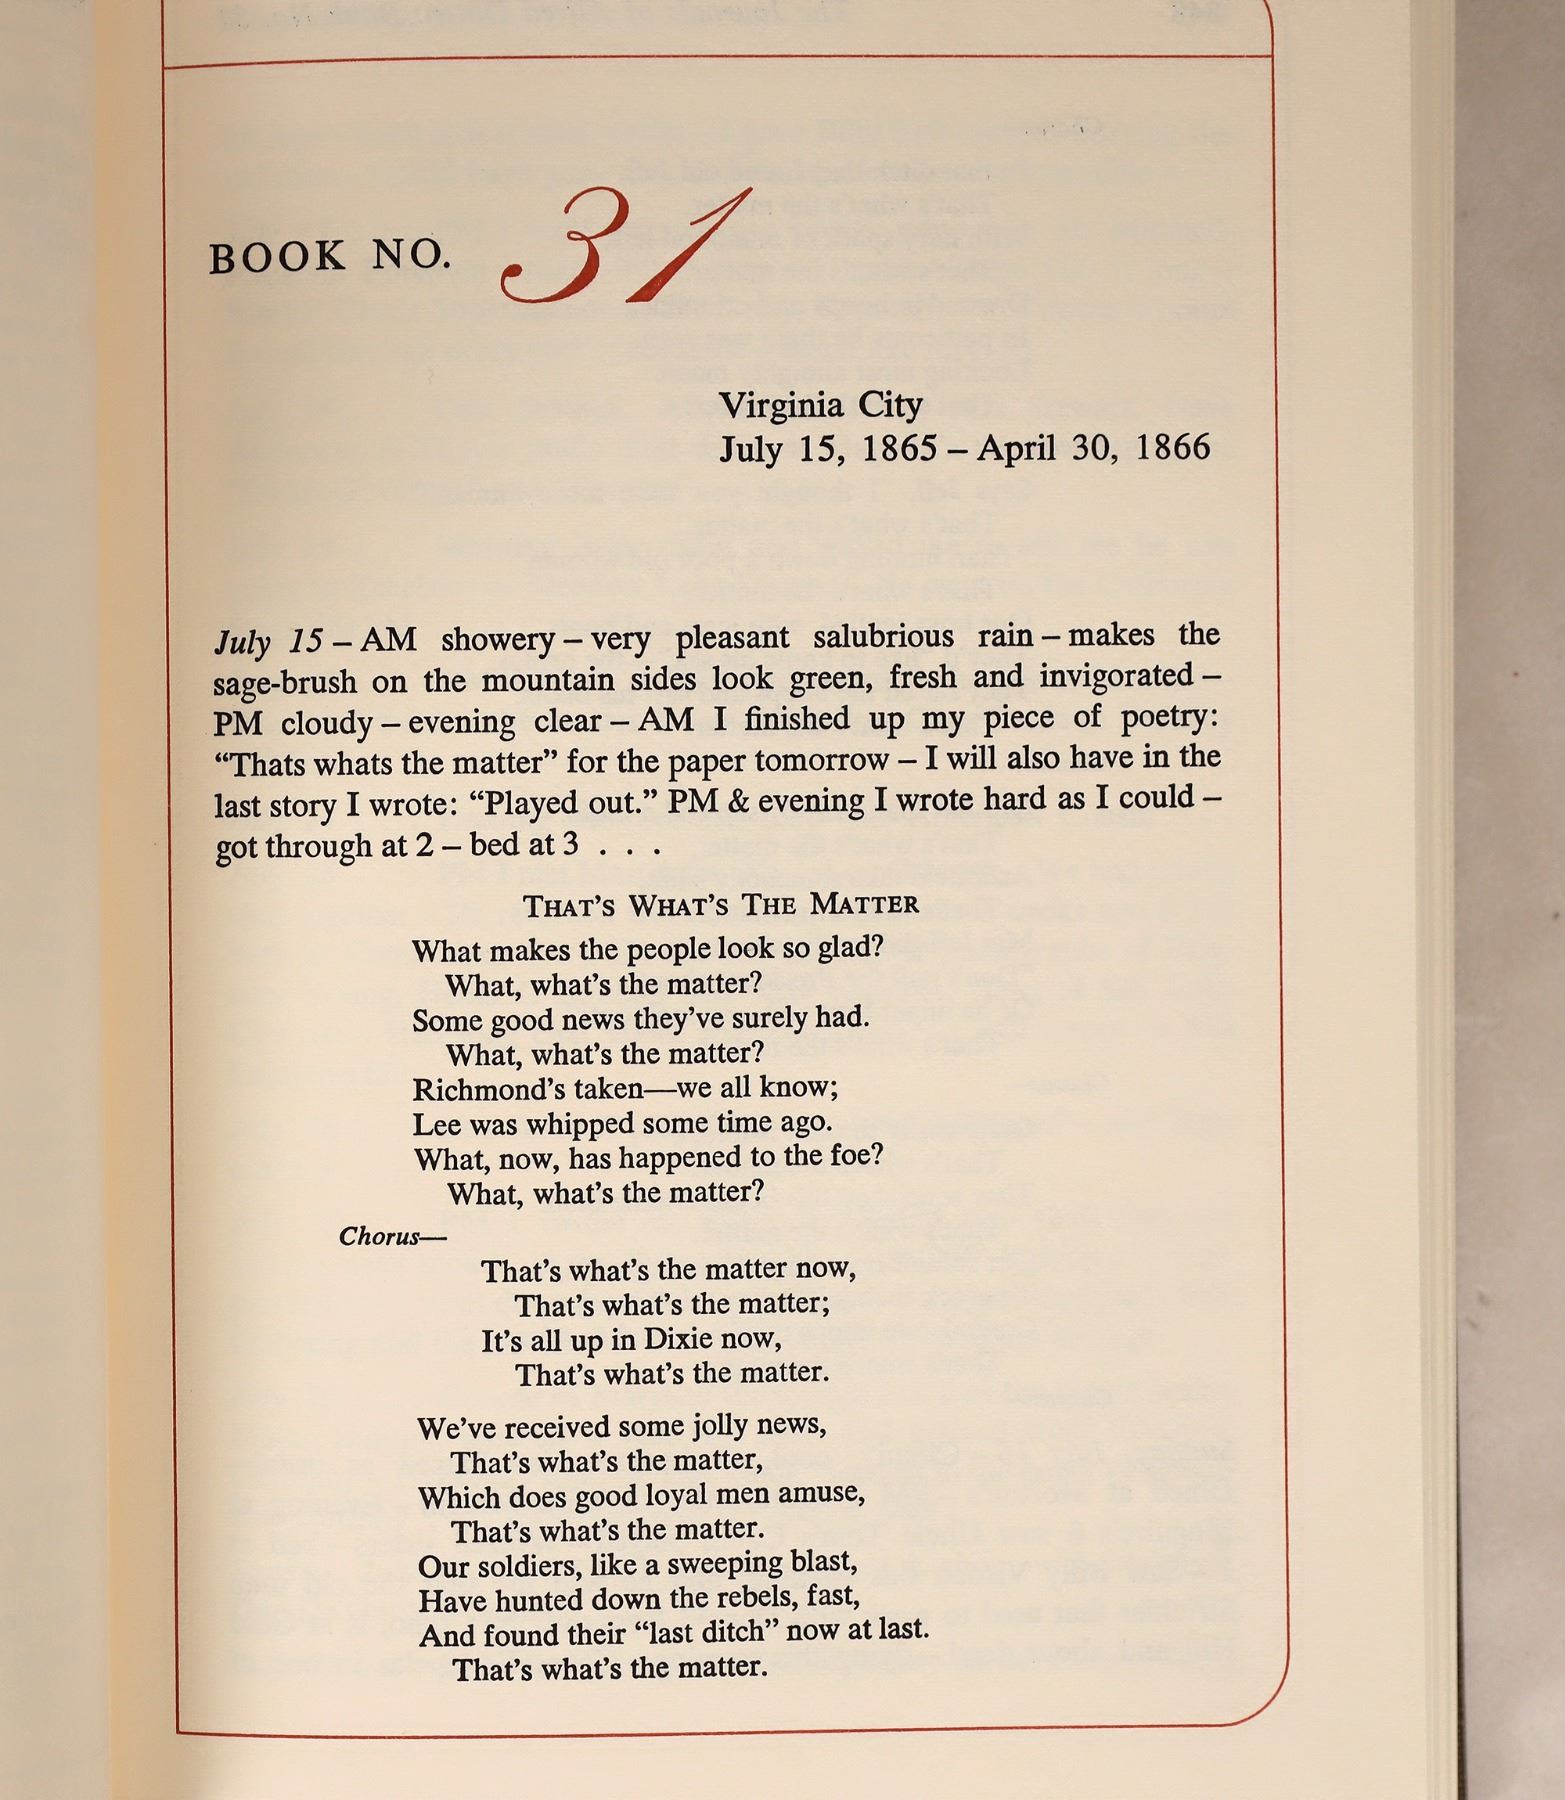 BOOK NO. 31
Virginia City
July 15, 1865 – April 30, 1866
July 15 – AM showery – very pleasant salubrious rain – makes the
sage-brush on the mountain sides look green, fresh and invigorated –
PM cloudy – evening clear – AM I finished up my piece of poetry:
“Thats whats the matter” for the paper tomorrow – I will also have in the
last story I wrote: “Played out.” PM & evening I wrote hard as I could –
got through at 2 – bed at 3 . . .
THAT’S WHAT’S THE MATTER
What makes the people look so glad?
What, what’s the matter?
Some good news they’ve surely had.
What, what’s the matter?
Richmond’s taken—we all know;
Lee was whipped some time ago.
What, now, has happened to the foe?
What, what’s the matter?
Chorus—
That’s what’s the matter now,
That’s what’s the matter;
It’s all up in Dixie now,
That’s what’s the matter.
We’ve received some jolly news,
That’s what’s the matter,
Which does good loyal men amuse,
That’s what’s the matter.
Our soldiers, like a sweeping blast,
Have hunted down the rebels, fast,
And found their “last ditch” now at last.
That’s what’s the matter.